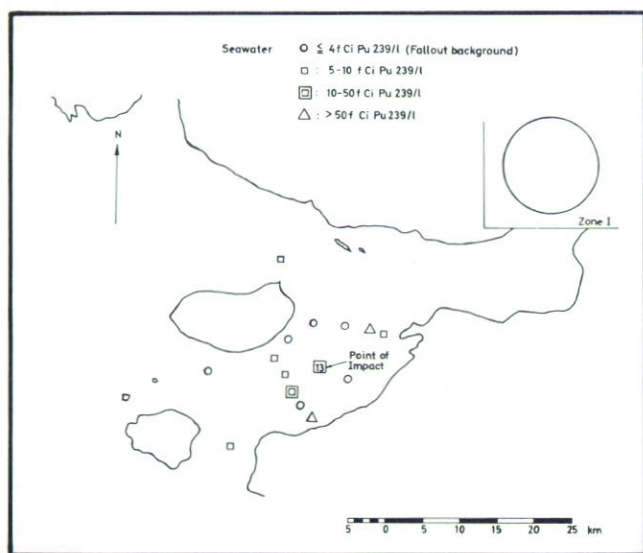 Seawater ○ ≦ 4 f Ci Pu 239/l (Fallout background)
□ : 5-10 f Ci Pu 239/l
▣ : 10-50 f Ci Pu 239/l
△ : >50 f Ci Pu 239/l
N
Zone I
13
Point of
Impact
5 0 5 10 15 20 25
km